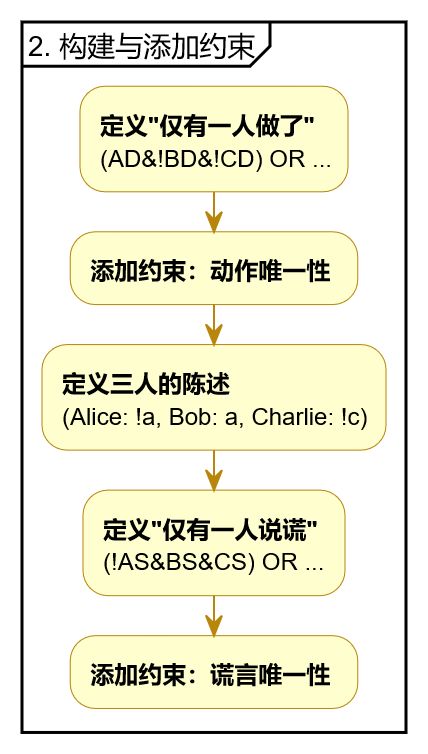 2. 构建与添加约束
定义"仅有一人做了"
(AD&!BD&!CD) OR ...
添加约束：动作唯一性
定义三人的陈述
(Alice: !a, Bob: a, Charlie: !c)
定义"仅有一人说谎"
(!AS&BS&CS) OR ...
添加约束：谎言唯一性